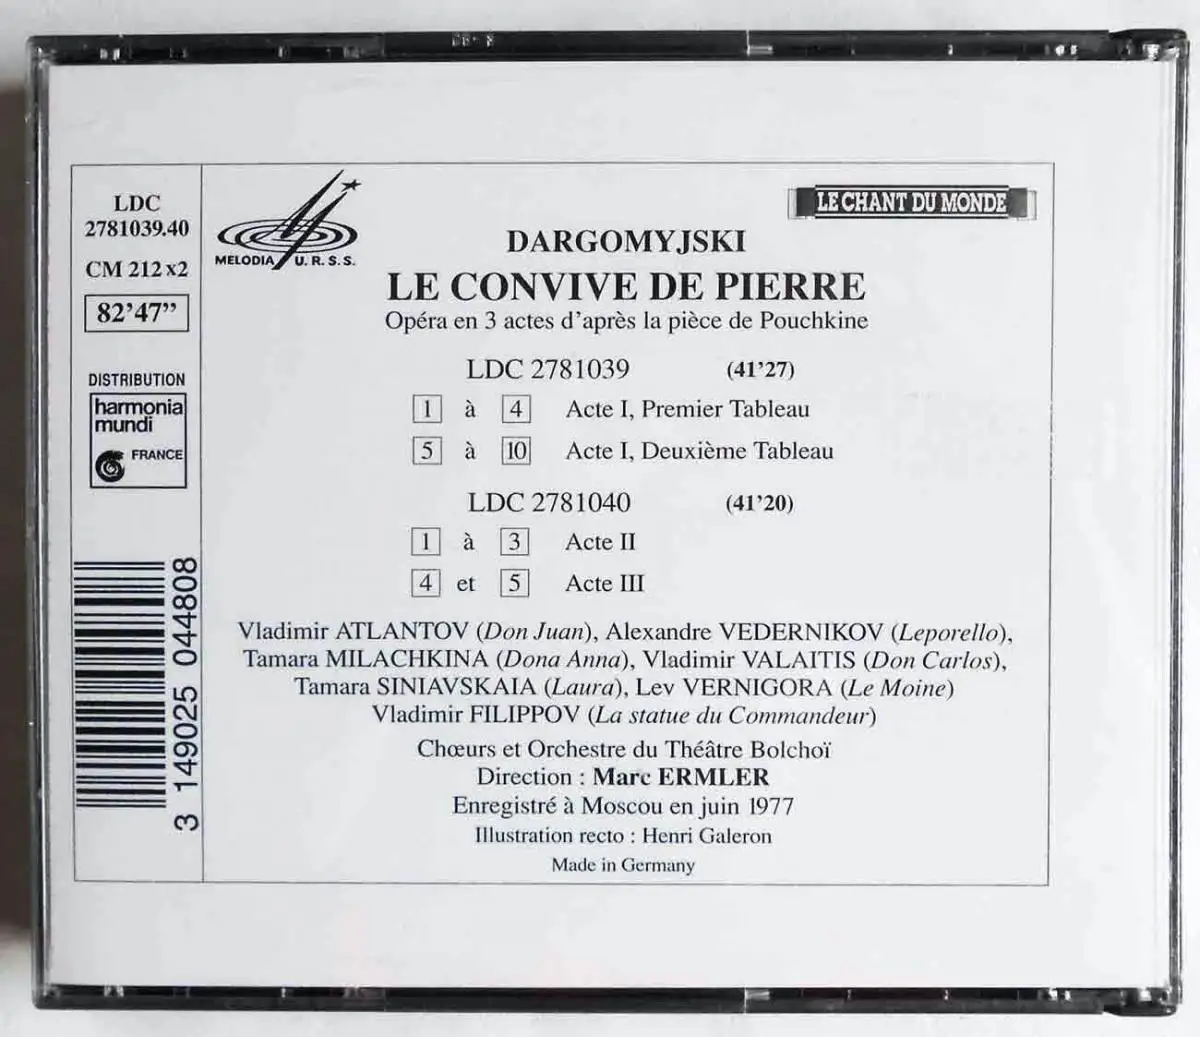 LDC
2781039.40
CM 212 x2
82'47"
DISTRIBUTION
harmonia
mundi
FRANCE
3 149025 044808
MELODIA U. R. S. S.
LE CHANT DU MONDE
DARGOMYJSKI
LE CONVIVE DE PIERRE
Opéra en 3 actes d'après la pièce de Pouchkine
LDC 2781039 (41'27)
1 à 4 Acte I, Premier Tableau
5 à 10 Acte I, Deuxième Tableau
LDC 2781040 (41'20)
1 à 3 Acte II
4 et 5 Acte III
Vladimir ATLANTOV (Don Juan), Alexandre VEDERNIKOV (Leporello),
Tamara MILACHKINA (Dona Anna), Vladimir VALAITIS (Don Carlos),
Tamara SINIAVSKAIA (Laura), Lev VERNIGORA (Le Moine)
Vladimir FILIPPOV (La statue du Commandeur)
Chœurs et Orchestre du Théâtre Bolchoï
Direction : Marc ERMLER
Enregistré à Moscou en juin 1977
Illustration recto : Henri Galeron
Made in Germany